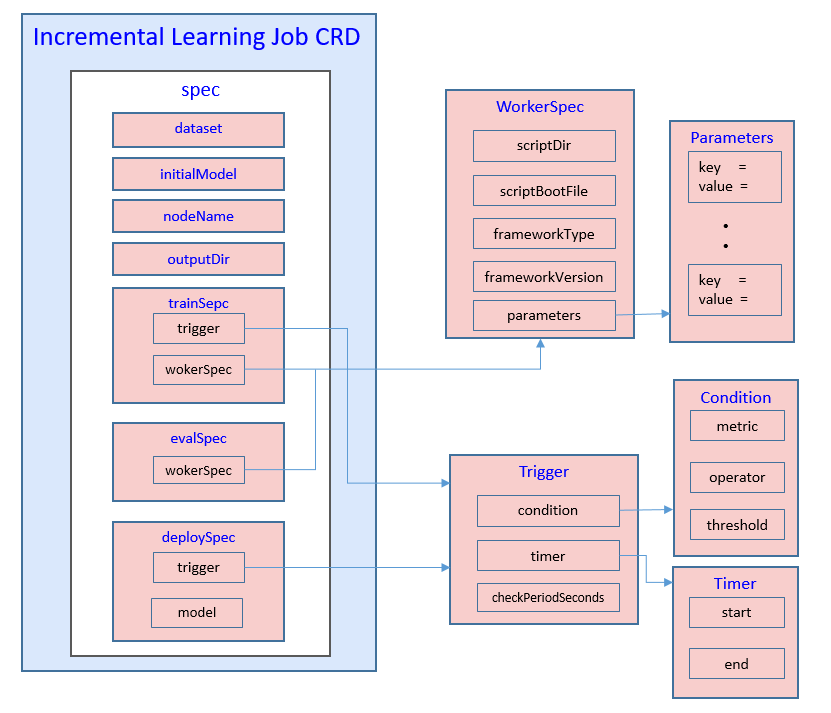 Incremental Learning Job CRD
spec
dataset
initialModel
nodeName
outputDir
trainSepc
trigger
wokerSpec
evalSpec
wokerSpec
deploySpec
trigger
model
WorkerSpec
scriptDir
scriptBootFile
frameworkType
frameworkVersion
parameters
Parameters
key =
value =
key =
value =
Trigger
condition
timer
checkPeriodSeconds
Condition
metric
operator
threshold
Timer
start
end